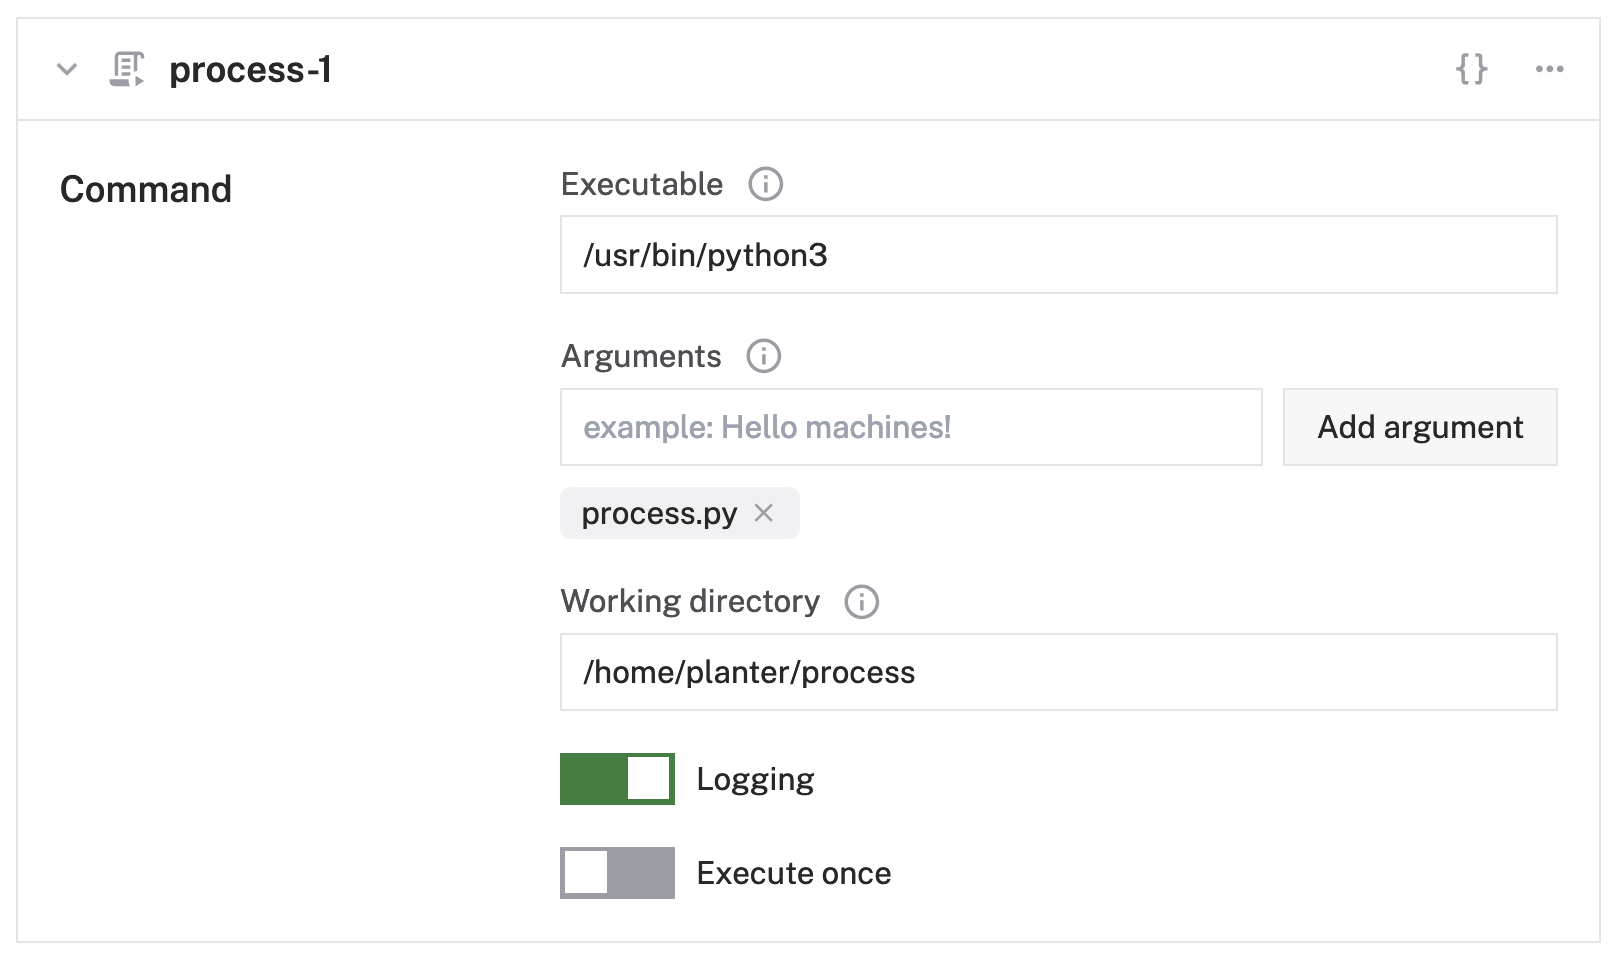 process-1
{}
Command
Executable
/usr/bin/python3
Arguments
example: Hello machines!
Add argument
process.py
Working directory
/home/planter/process
Logging
Execute once